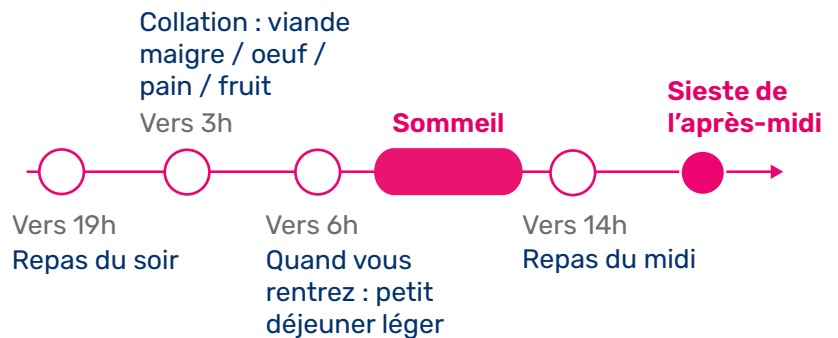 Collation : viande
maigre / oeuf /
pain / fruit
Vers 3h
Sommeil
Sieste de
l'après-midi
Vers 19h
Repas du soir
Vers 6h
Quand vous
rentrez : petit
déjeuner léger
Vers 14h
Repas du midi